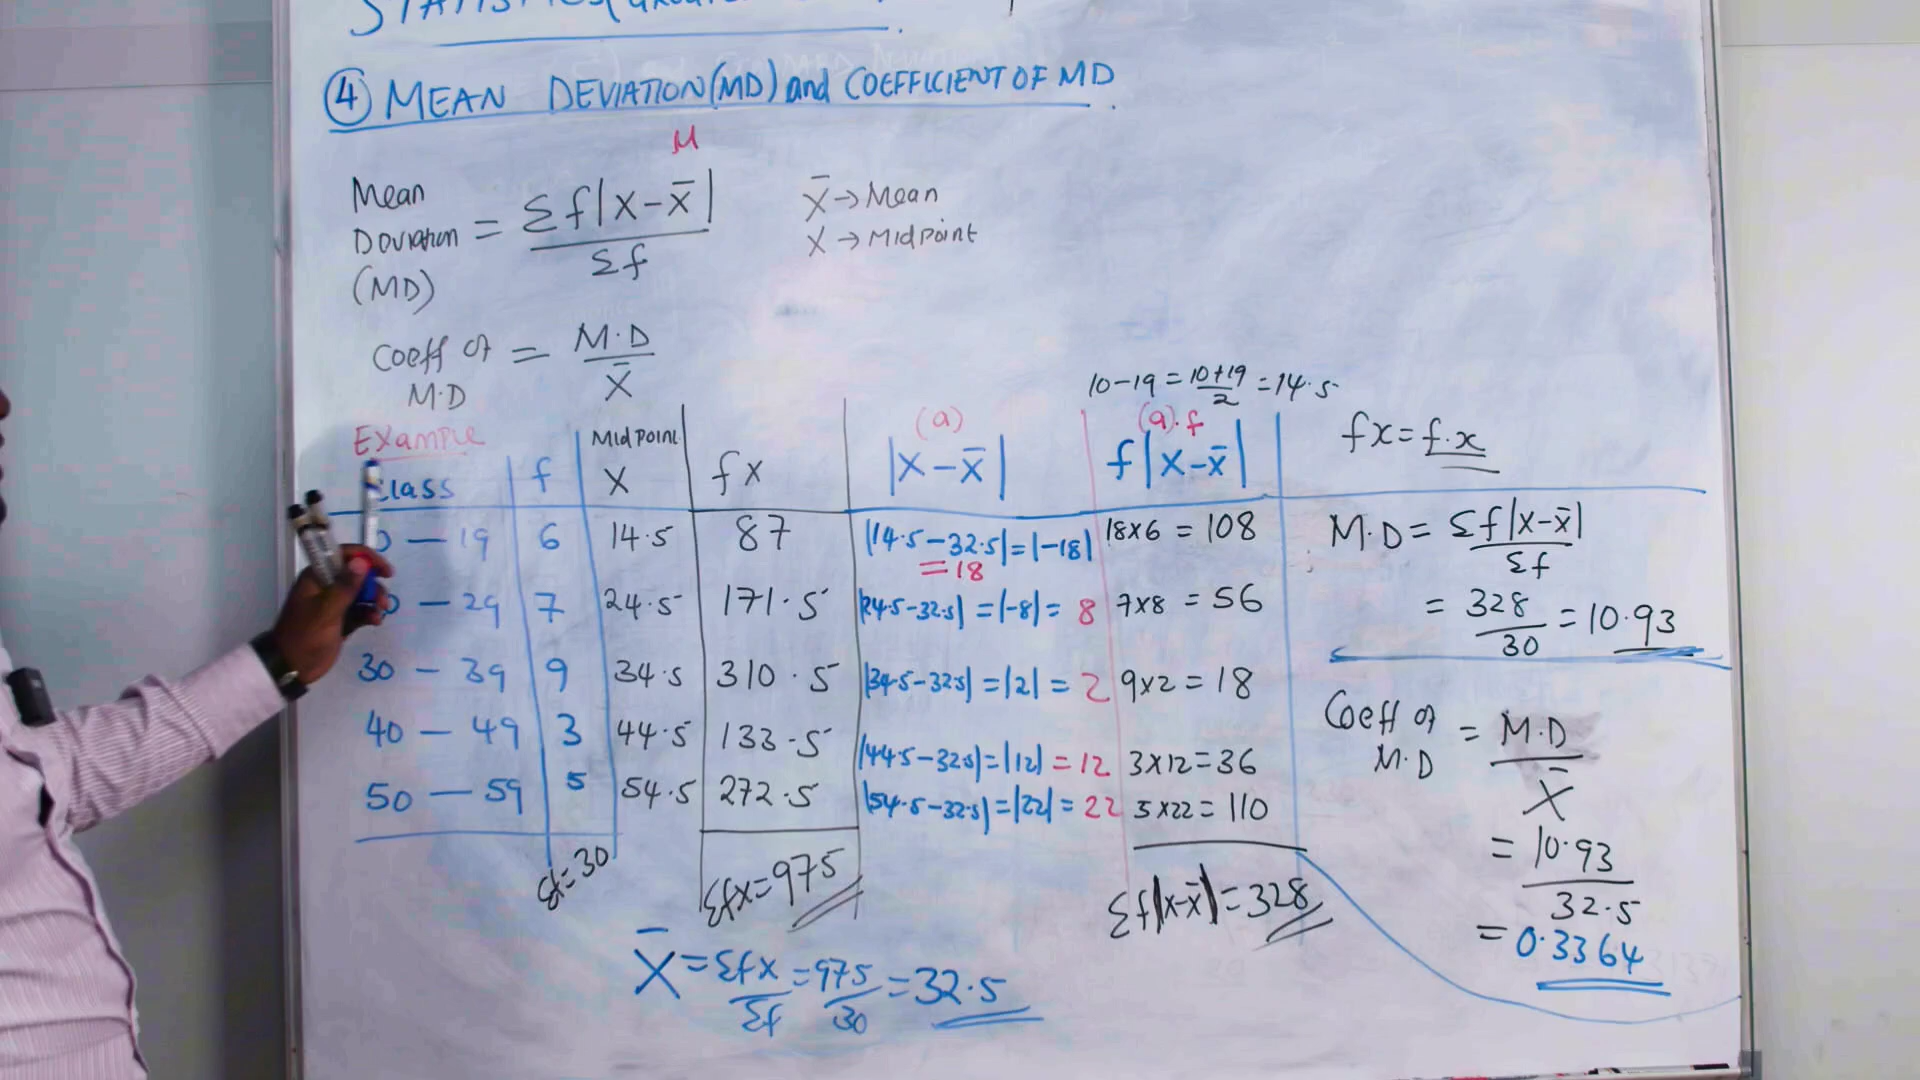 ④ MEAN DEVIATION (MD) and COEFFICIENT OF MD.
M
Mean Deviation (MD) = Σf|X-X̄| / Σf
X̄ → Mean
X → Midpoint
Coeff of M.D = M.D / X̄
10-19 = 10+19 / 2 = 14.5
Example
(a)
(a).f
fx = f.x
Class f Midpoint X fx |X-X̄| f|X-X̄|
0 - 19 6 14.5 87 |14.5-32.5| = |-18| = 18 18x6 = 108
0 - 29 7 24.5 171.5 |24.5-32.5| = |-8| = 8 7x8 = 56
30 - 39 9 34.5 310.5 |34.5-32.5| = |2| = 2 9x2 = 18
40 - 49 3 44.5 133.5 |44.5-32.5| = |12| = 12 3x12 = 36
50 - 59 5 54.5 272.5 |54.5-32.5| = |22| = 22 5x22 = 110
Σf = 30 Σfx = 975 Σf|x-x̄| = 328
X̄ = Σfx / Σf = 975 / 30 = 32.5
M.D = Σf|X-X̄| / Σf
= 328 / 30 = 10.93
Coeff of M.D = M.D / X̄
= 10.93 / 32.5
= 0.3364